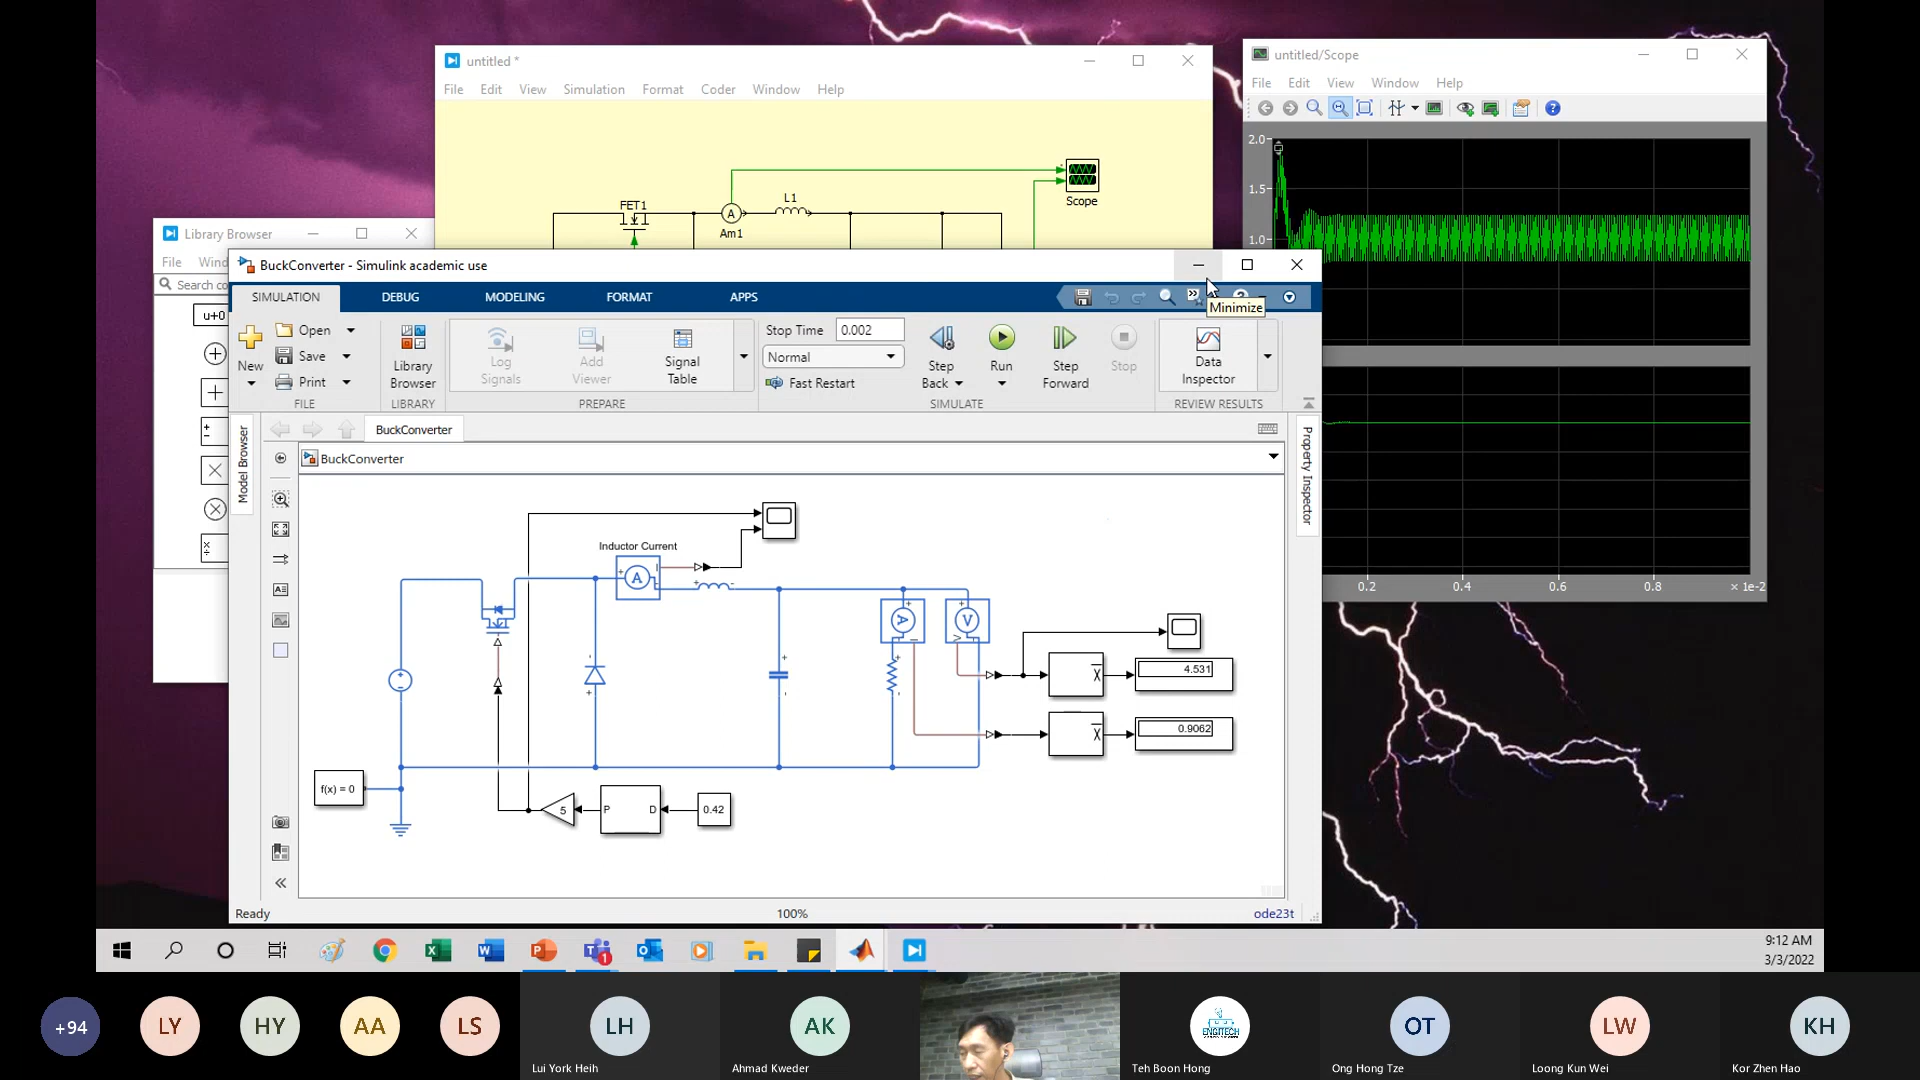 untitled *
File Edit View Simulation Format Coder Window Help
FET1
A
Am1
L1
Scope
untitled/Scope
File Edit View Window Help
2.0
1.5
1.0
0.2 0.4 0.6 0.8 × 1e-2
Library Browser
File Wind
Search co
u+0
BuckConverter - Simulink academic use
SIMULATION DEBUG MODELING FORMAT APPS
Minimize
New
Open
Save
Print
FILE
Library
Browser
LIBRARY
Log
Signals
Add
Viewer
Signal
Table
PREPARE
Stop Time 0.002
Normal
Fast Restart
Step
Back
Run
Step
Forward
Stop
SIMULATE
Data
Inspector
REVIEW RESULTS
Model Browser
BuckConverter
BuckConverter
Property Inspector
Inductor Current
A
I
A
I
V
V
4.531
0.9062
f(x) = 0
5
P D
0.42
Ready 100% ode23t
1
9:12 AM
3/3/2022
+94
LY
HY
AA
LS
LH
Lui York Heih
AK
Ahmad Kweder
ENGITECH
Teh Boon Hong
OT
Ong Hong Tze
LW
Loong Kun Wei
KH
Kor Zhen Hao